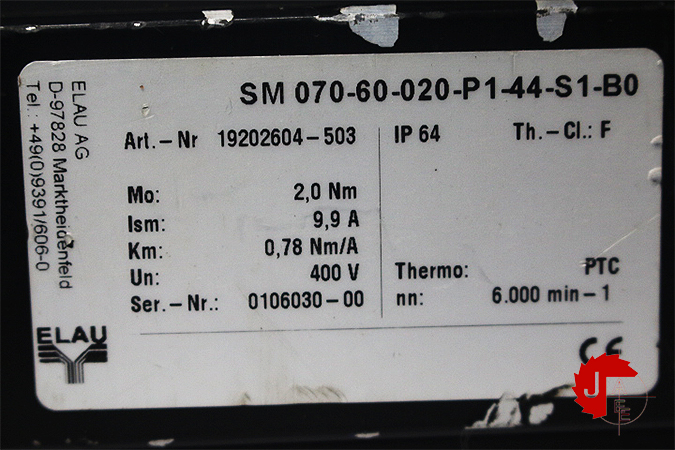 ELAU AG
D-97828 Marktheidenfeld
Tel.: +49(0)9391/606-0
SM 070-60-020-P1-44-S1-B0
Art.-Nr 19202604-503 IP 64 Th.-Cl.: F
Mo: 2,0 Nm
Ism: 9,9 A
Km: 0,78 Nm/A
Un: 400 V Thermo: PTC
Ser.-Nr.: 0106030-00 nn: 6.000 min-1
ELAU
CE
J